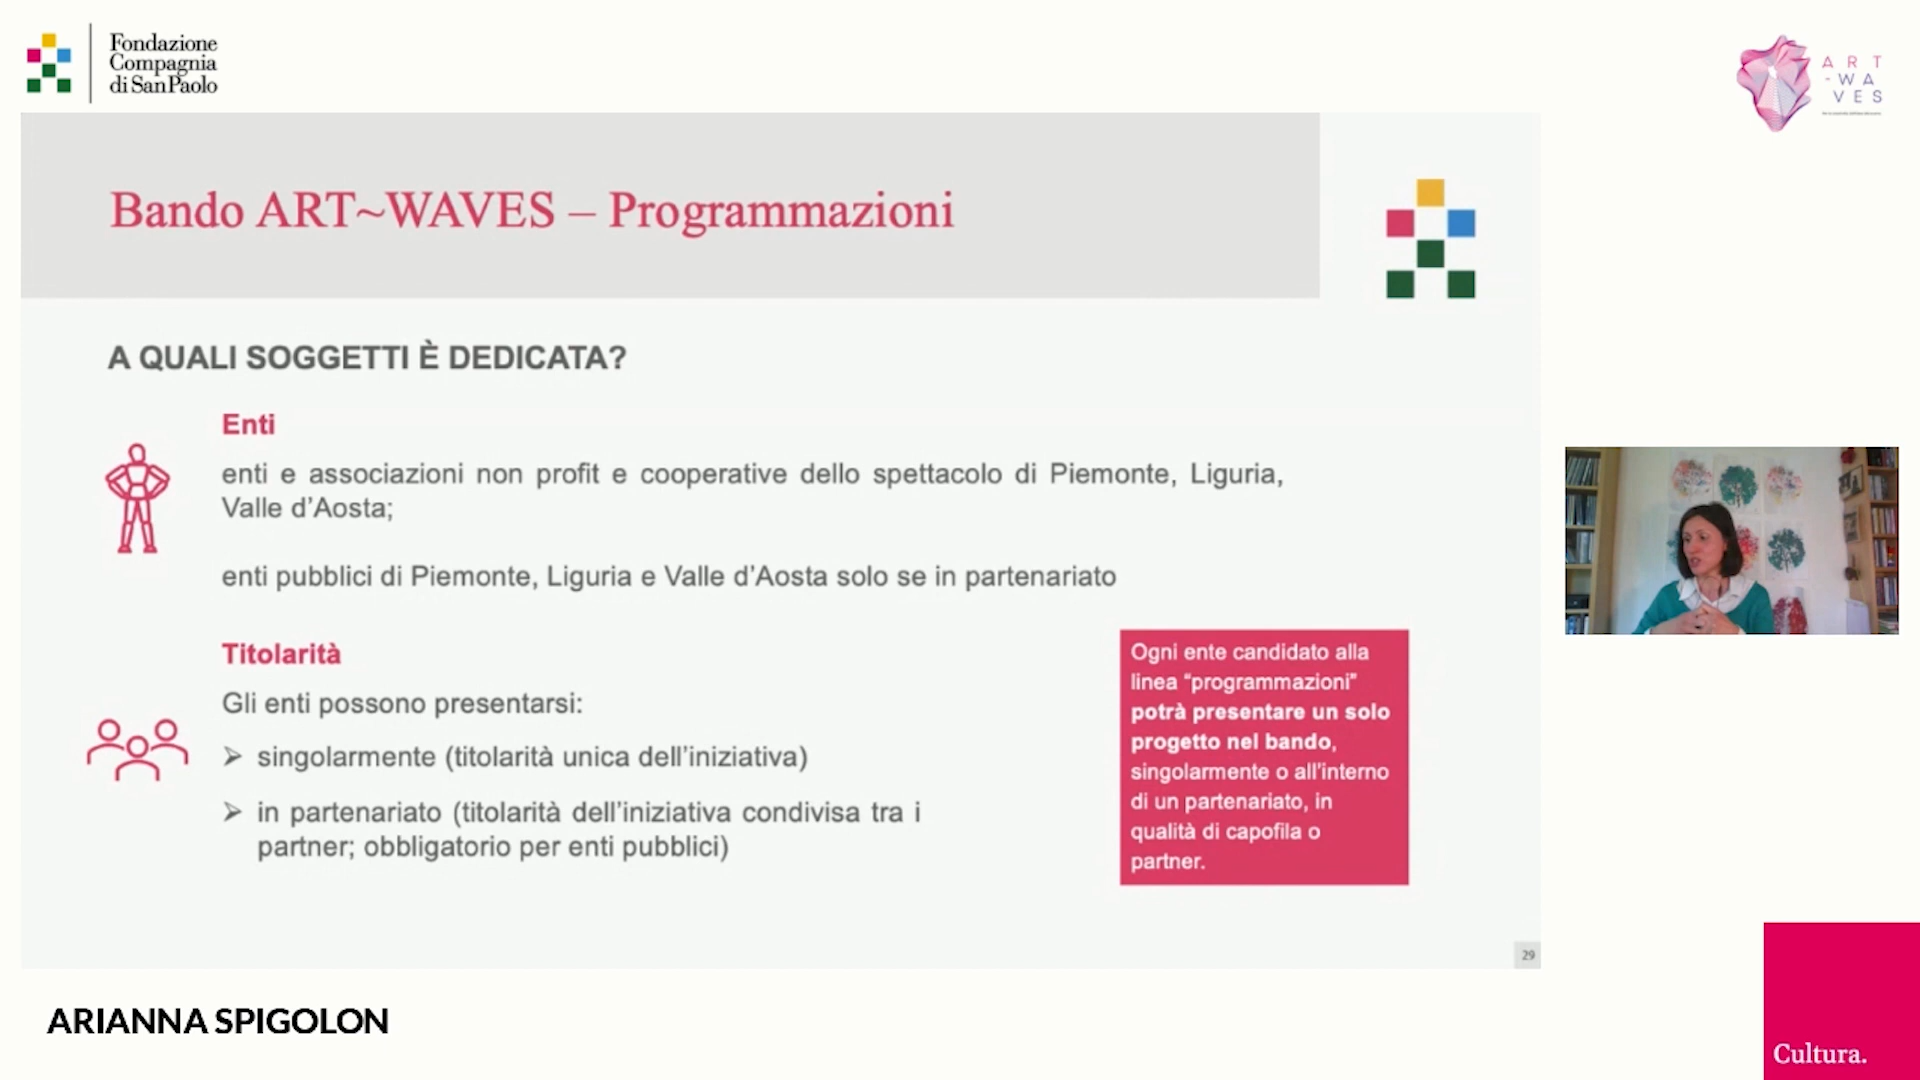 Fondazione
Compagnia
di San Paolo
ART
-WA
VES
Bando ART~WAVES – Programmazioni
A QUALI SOGGETTI È DEDICATA?
Enti
enti e associazioni non profit e cooperative dello spettacolo di Piemonte, Liguria,
Valle d'Aosta;
enti pubblici di Piemonte, Liguria e Valle d'Aosta solo se in partenariato
Titolarità
Gli enti possono presentarsi:
➢ singolarmente (titolarità unica dell'iniziativa)
➢ in partenariato (titolarità dell'iniziativa condivisa tra i
partner; obbligatorio per enti pubblici)
Ogni ente candidato alla
linea “programmazioni”
potrà presentare un solo
progetto nel bando,
singolarmente o all'interno
di un partenariato, in
qualità di capofila o
partner.
29
ARIANNA SPIGOLON
Cultura.